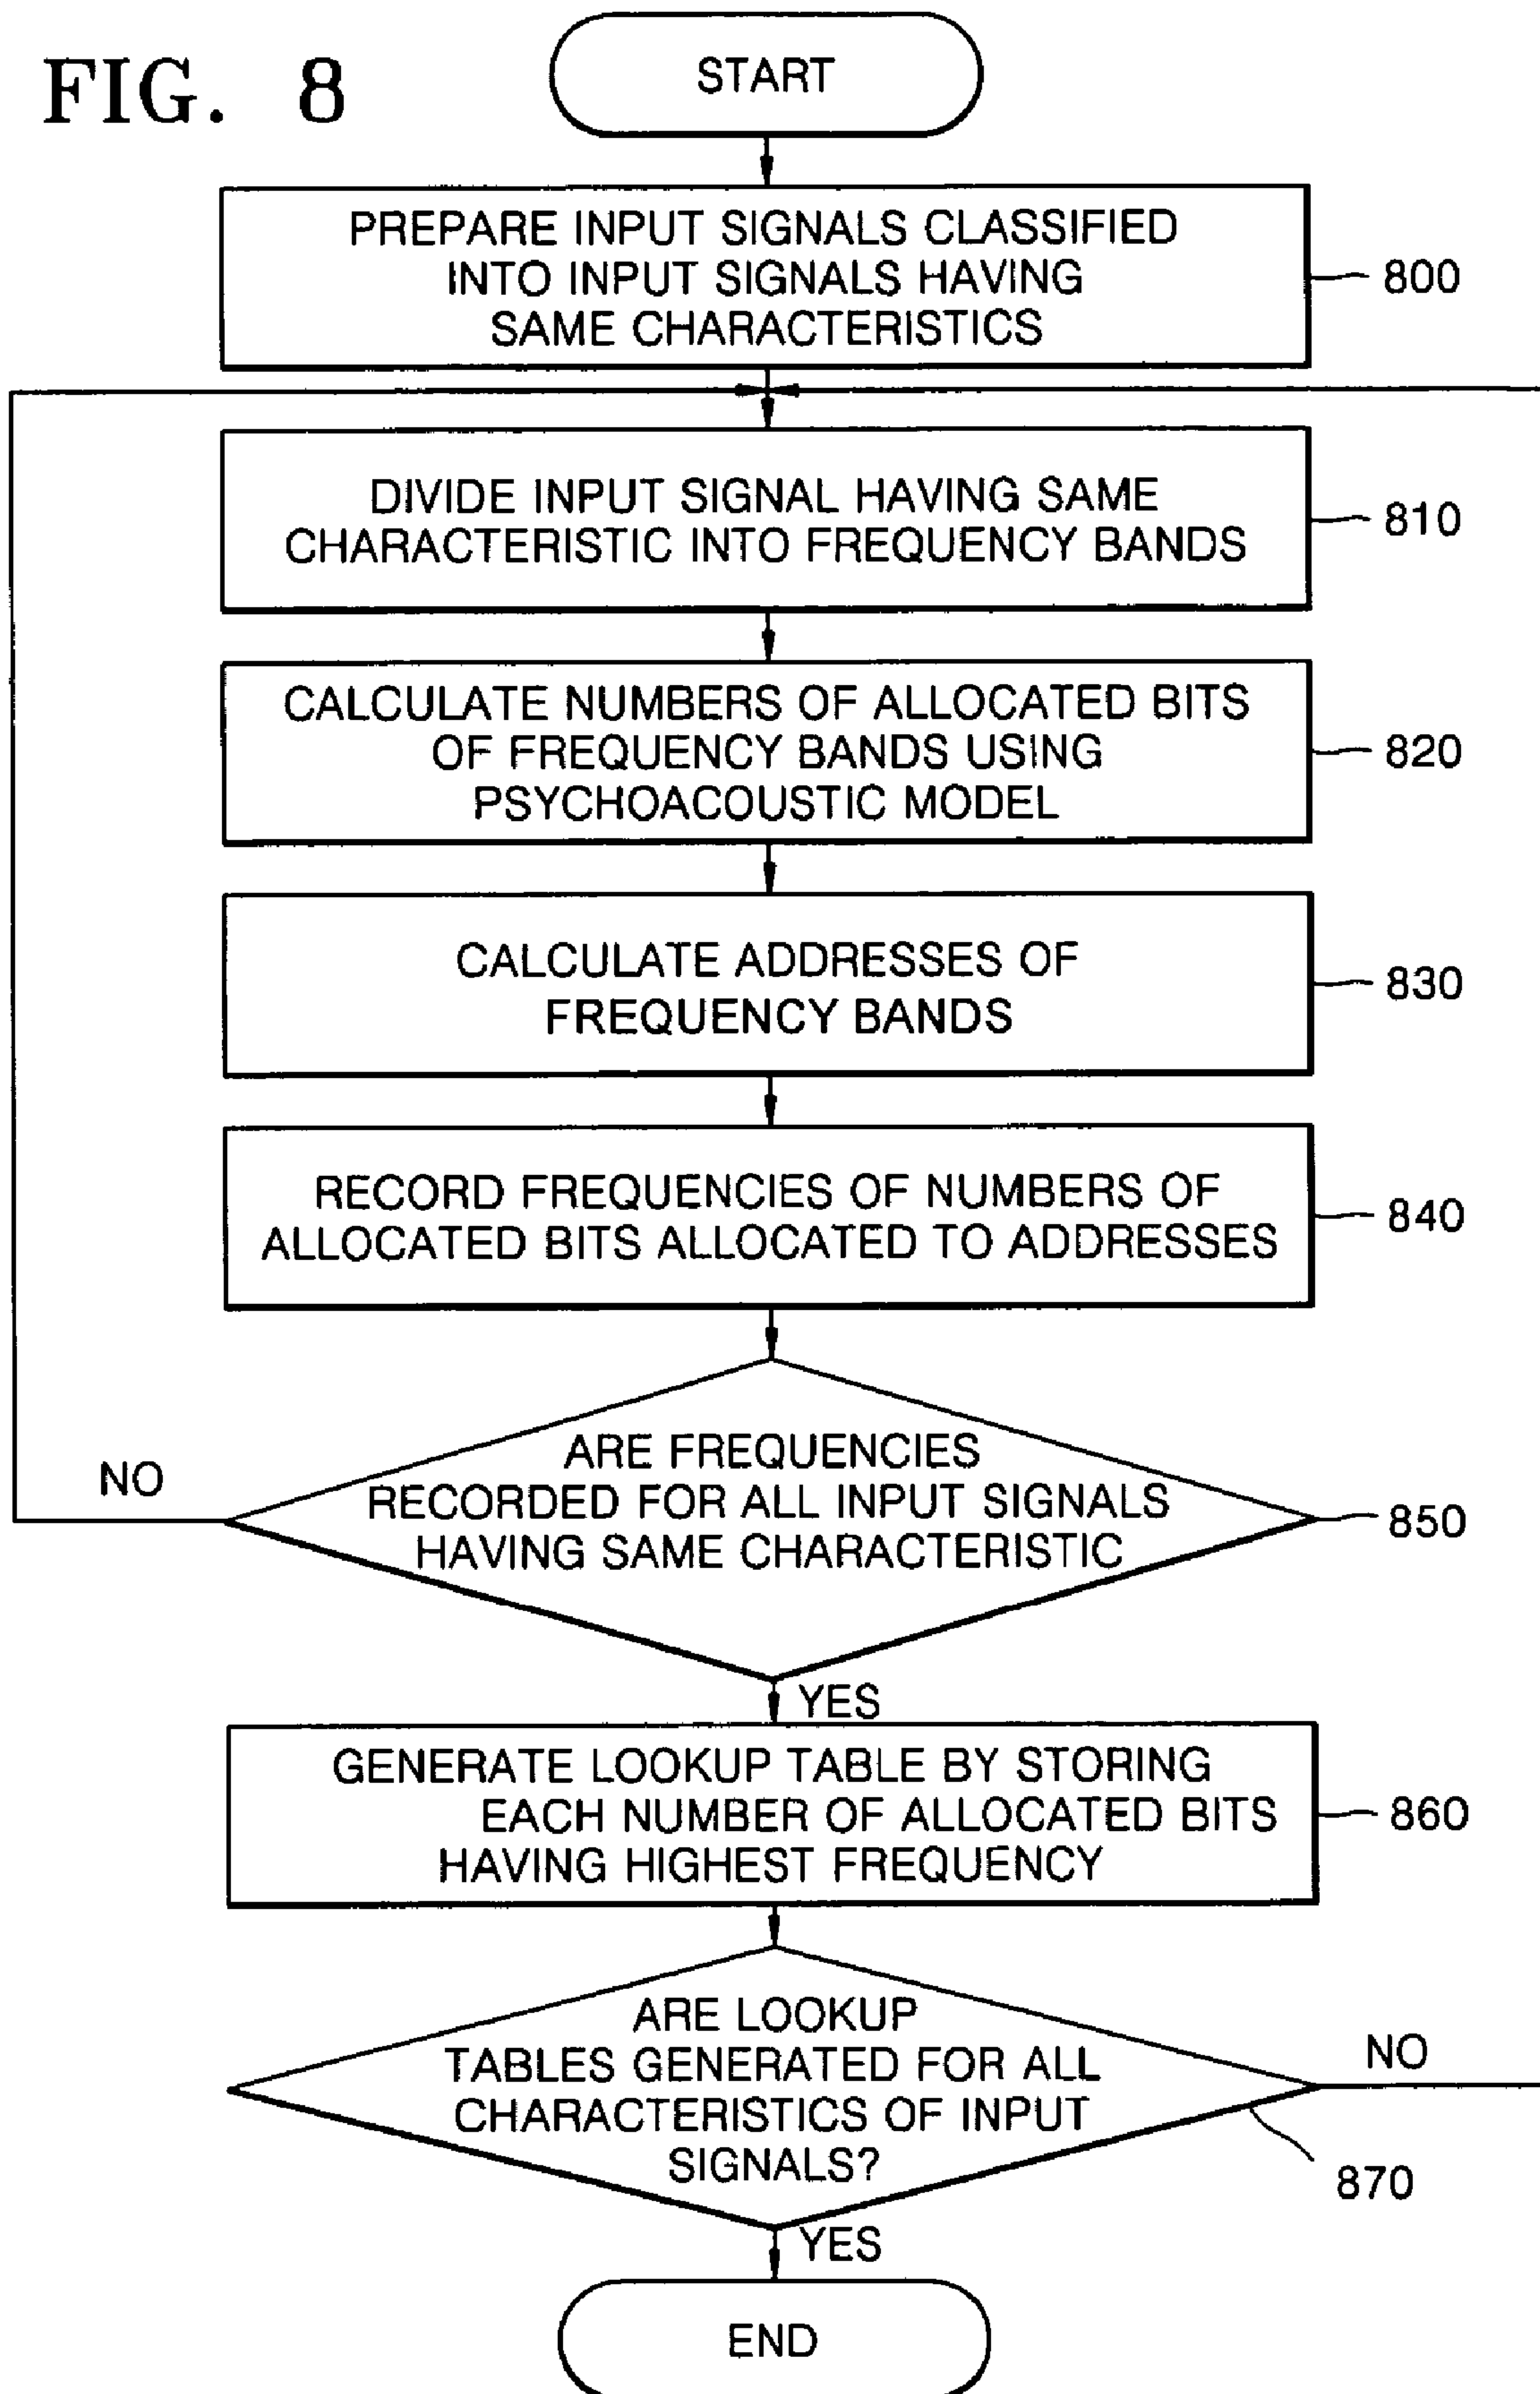 FIG. 8
START
PREPARE INPUT SIGNALS CLASSIFIED
INTO INPUT SIGNALS HAVING
SAME CHARACTERISTICS
800
DIVIDE INPUT SIGNAL HAVING SAME
CHARACTERISTIC INTO FREQUENCY BANDS
810
CALCULATE NUMBERS OF ALLOCATED BITS
OF FREQUENCY BANDS USING
PSYCHOACOUSTIC MODEL
820
CALCULATE ADDRESSES OF
FREQUENCY BANDS
830
RECORD FREQUENCIES OF NUMBERS OF
ALLOCATED BITS ALLOCATED TO ADDRESSES
840
ARE FREQUENCIES
RECORDED FOR ALL INPUT SIGNALS
HAVING SAME CHARACTERISTIC
850
NO
YES
GENERATE LOOKUP TABLE BY STORING
EACH NUMBER OF ALLOCATED BITS
HAVING HIGHEST FREQUENCY
860
ARE LOOKUP
TABLES GENERATED FOR ALL
CHARACTERISTICS OF INPUT
SIGNALS?
NO
870
YES
END